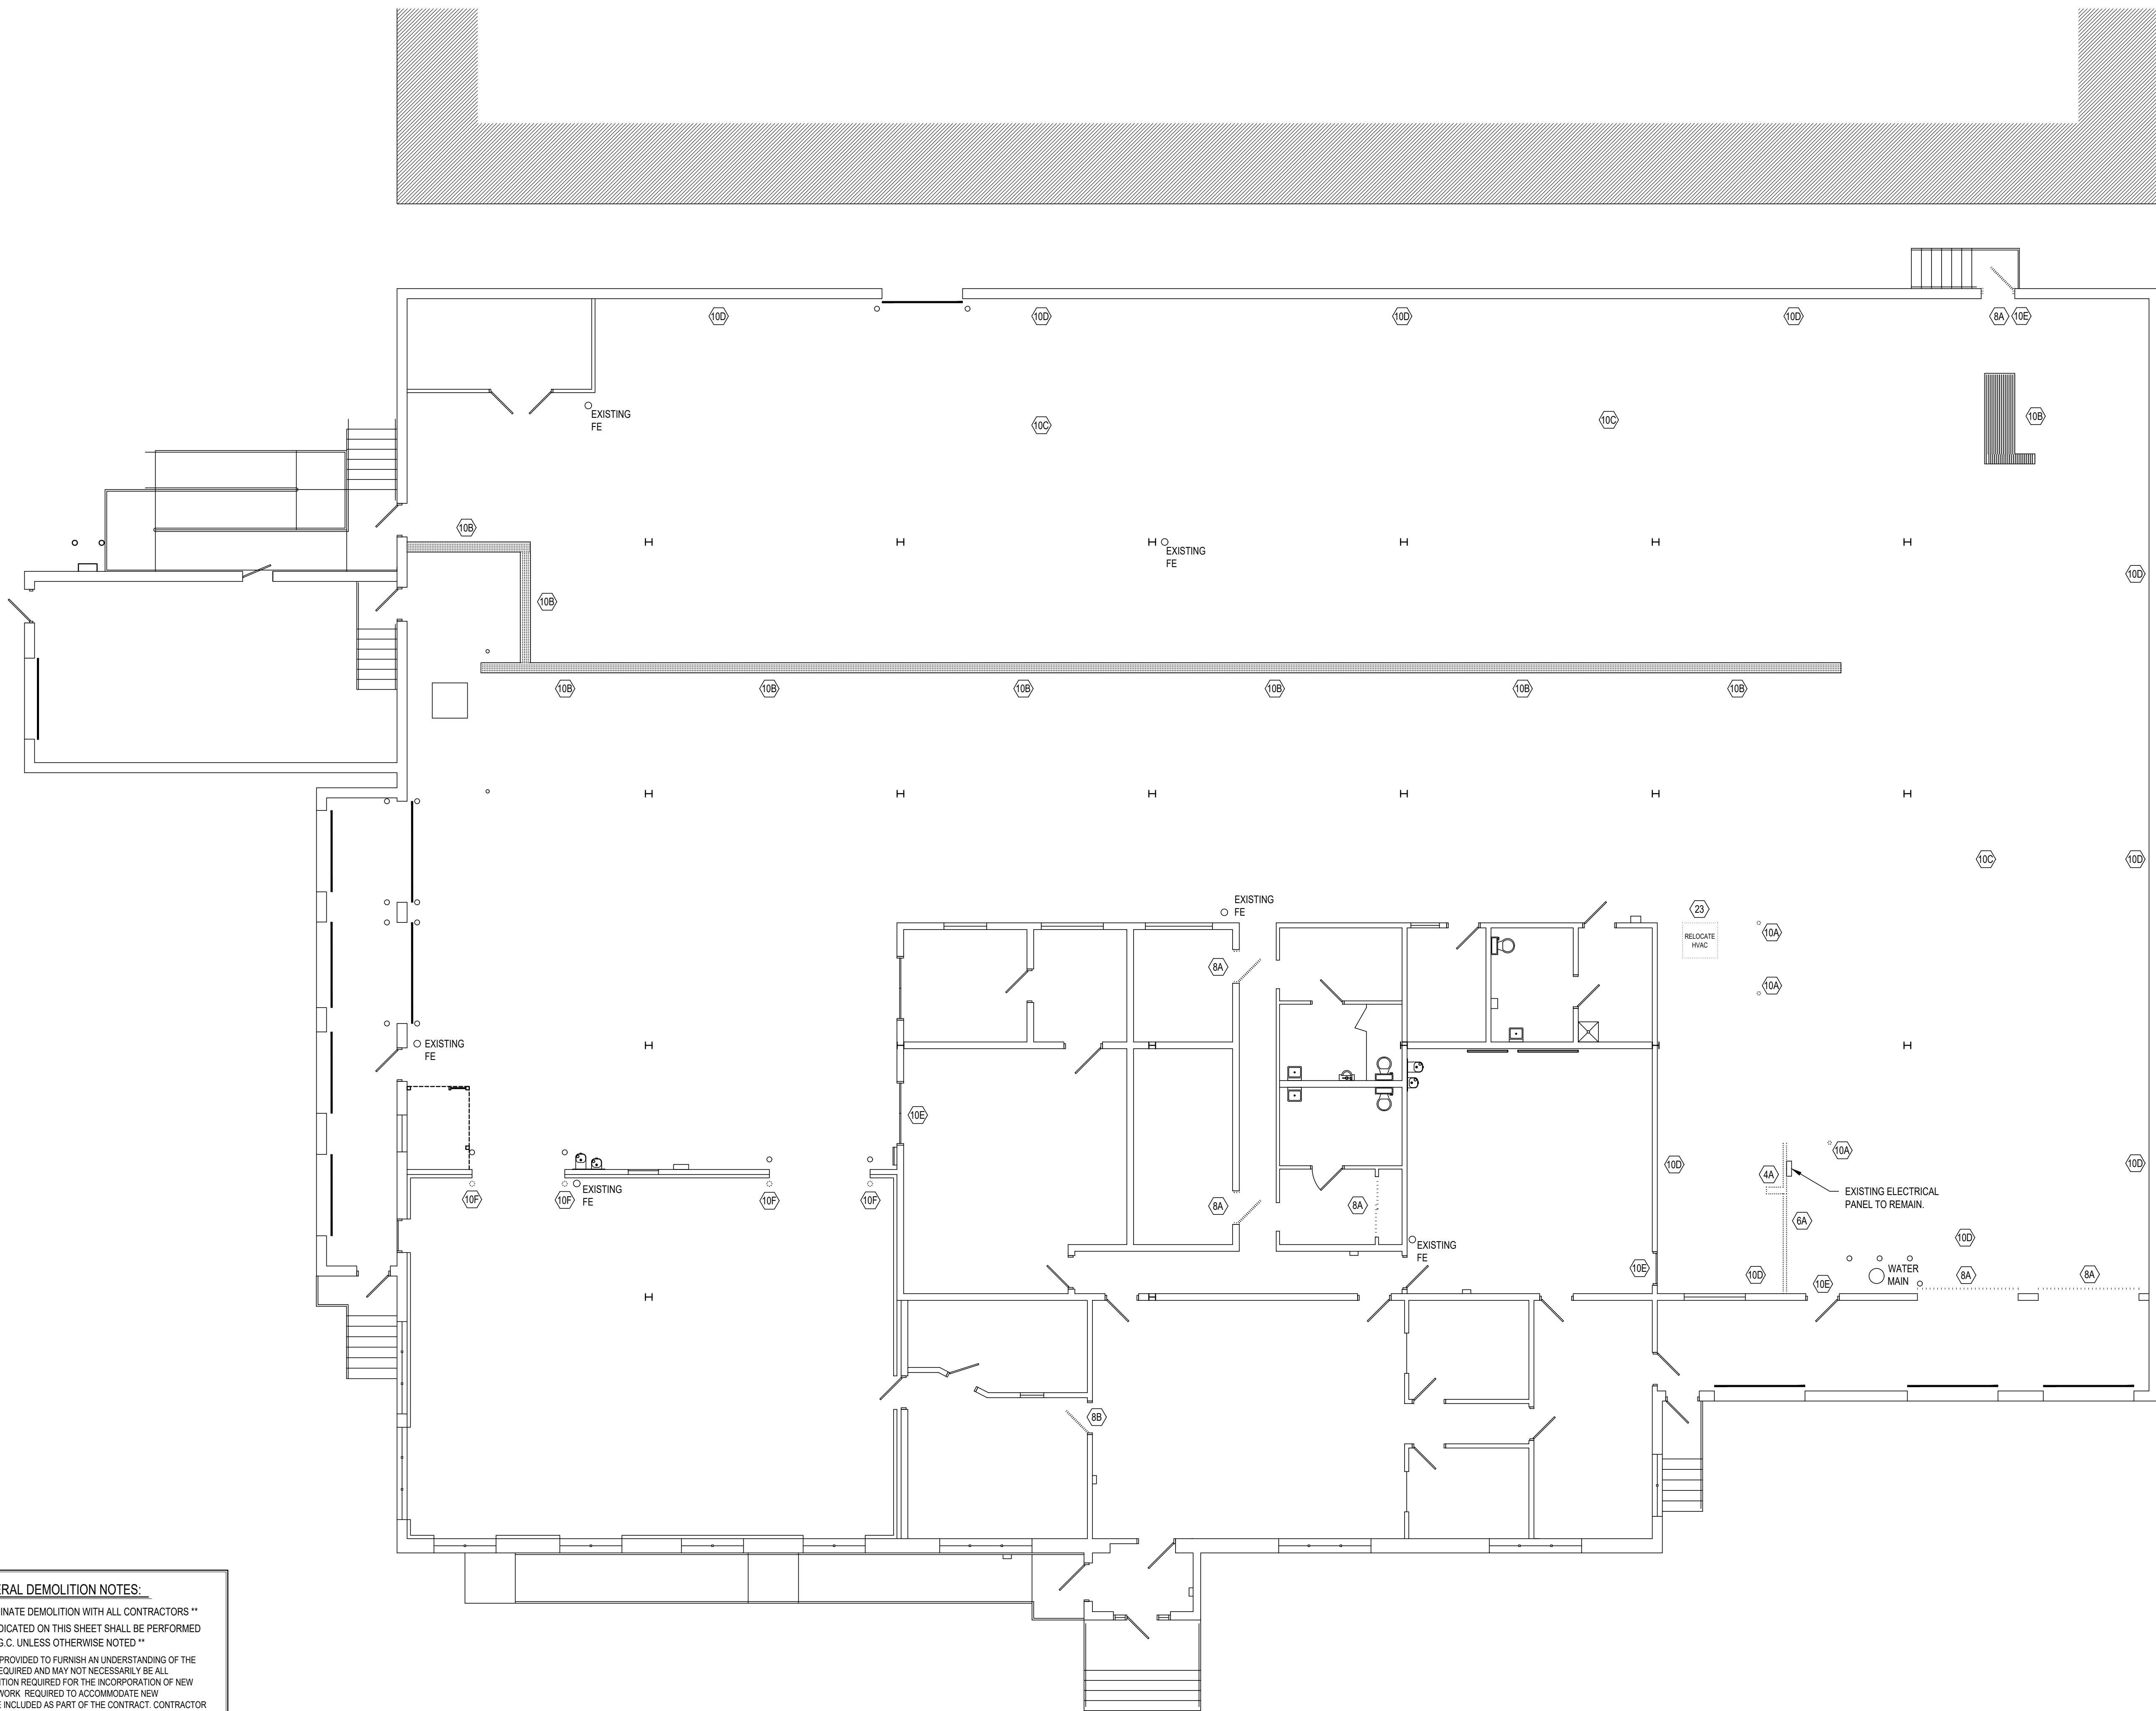 10D
10D
10D
10D
8A
10E
EXISTING
FE
10C
10C
10B
10B
EXISTING
FE
10D
10B
10B
10B
10B
10B
10B
10B
10C
10D
EXISTING
FE
23
RELOCATE
HVAC
10A
8A
10A
EXISTING
FE
10E
10A
10D
10D
4A
EXISTING ELECTRICAL
PANEL TO REMAIN.
10F
10F
EXISTING
FE
10F
10F
8A
8A
6A
EXISTING
FE
10D
10E
10D
10E
WATER
MAIN
8A
8A
8B
ERAL DEMOLITION NOTES:
INATE DEMOLITION WITH ALL CONTRACTORS **
DICATED ON THIS SHEET SHALL BE PERFORMED
G.C. UNLESS OTHERWISE NOTED **
PROVIDED TO FURNISH AN UNDERSTANDING OF THE
EQUIRED AND MAY NOT NECESSARILY BE ALL
ITION REQUIRED FOR THE INCORPORATION OF NEW
WORK REQUIRED TO ACCOMMODATE NEW
E INCLUDED AS PART OF THE CONTRACT. CONTRACTOR